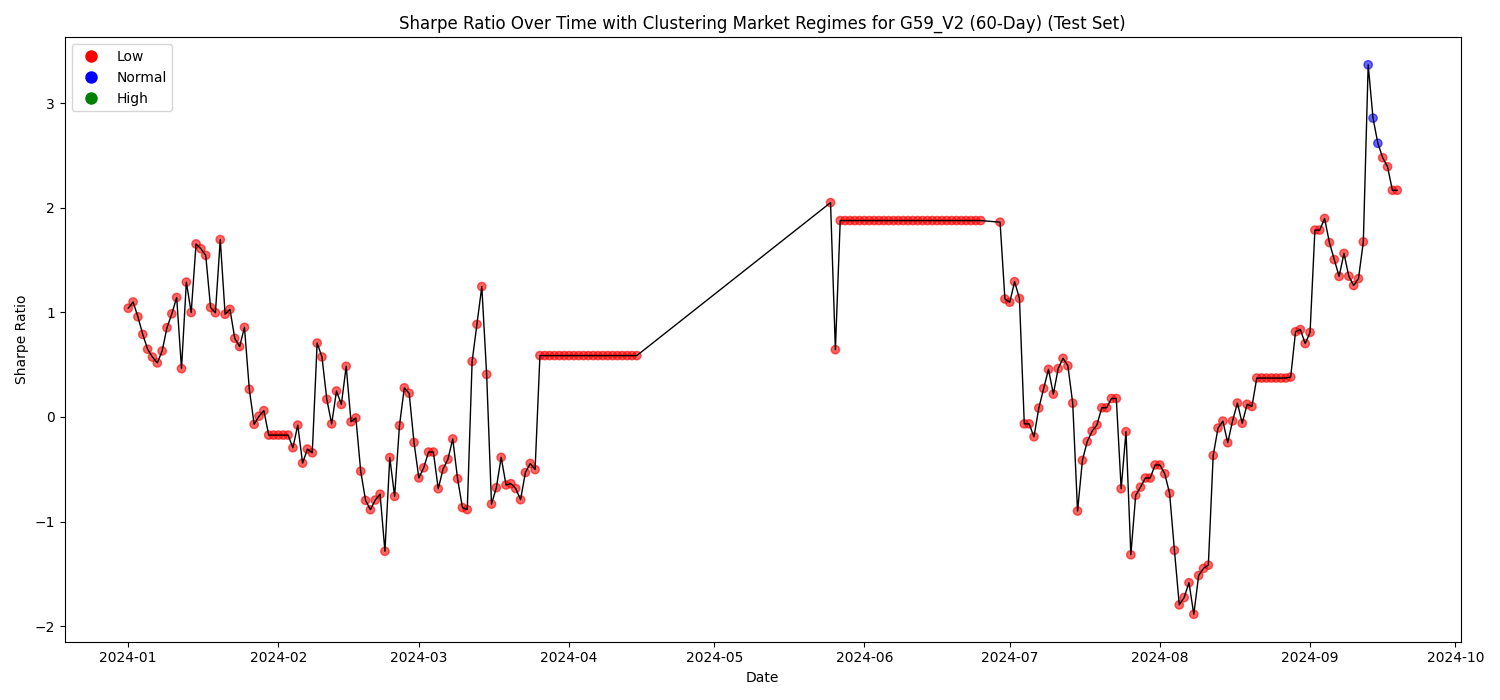 Sharpe Ratio Over Time with Clustering Market Regimes for G59_V2 (60-Day) (Test Set)
Low
Normal
High
Sharpe Ratio
3
2
1
0
−1
−2
2024-01
2024-02
2024-03
2024-04
2024-05
2024-06
2024-07
2024-08
2024-09
2024-10
Date